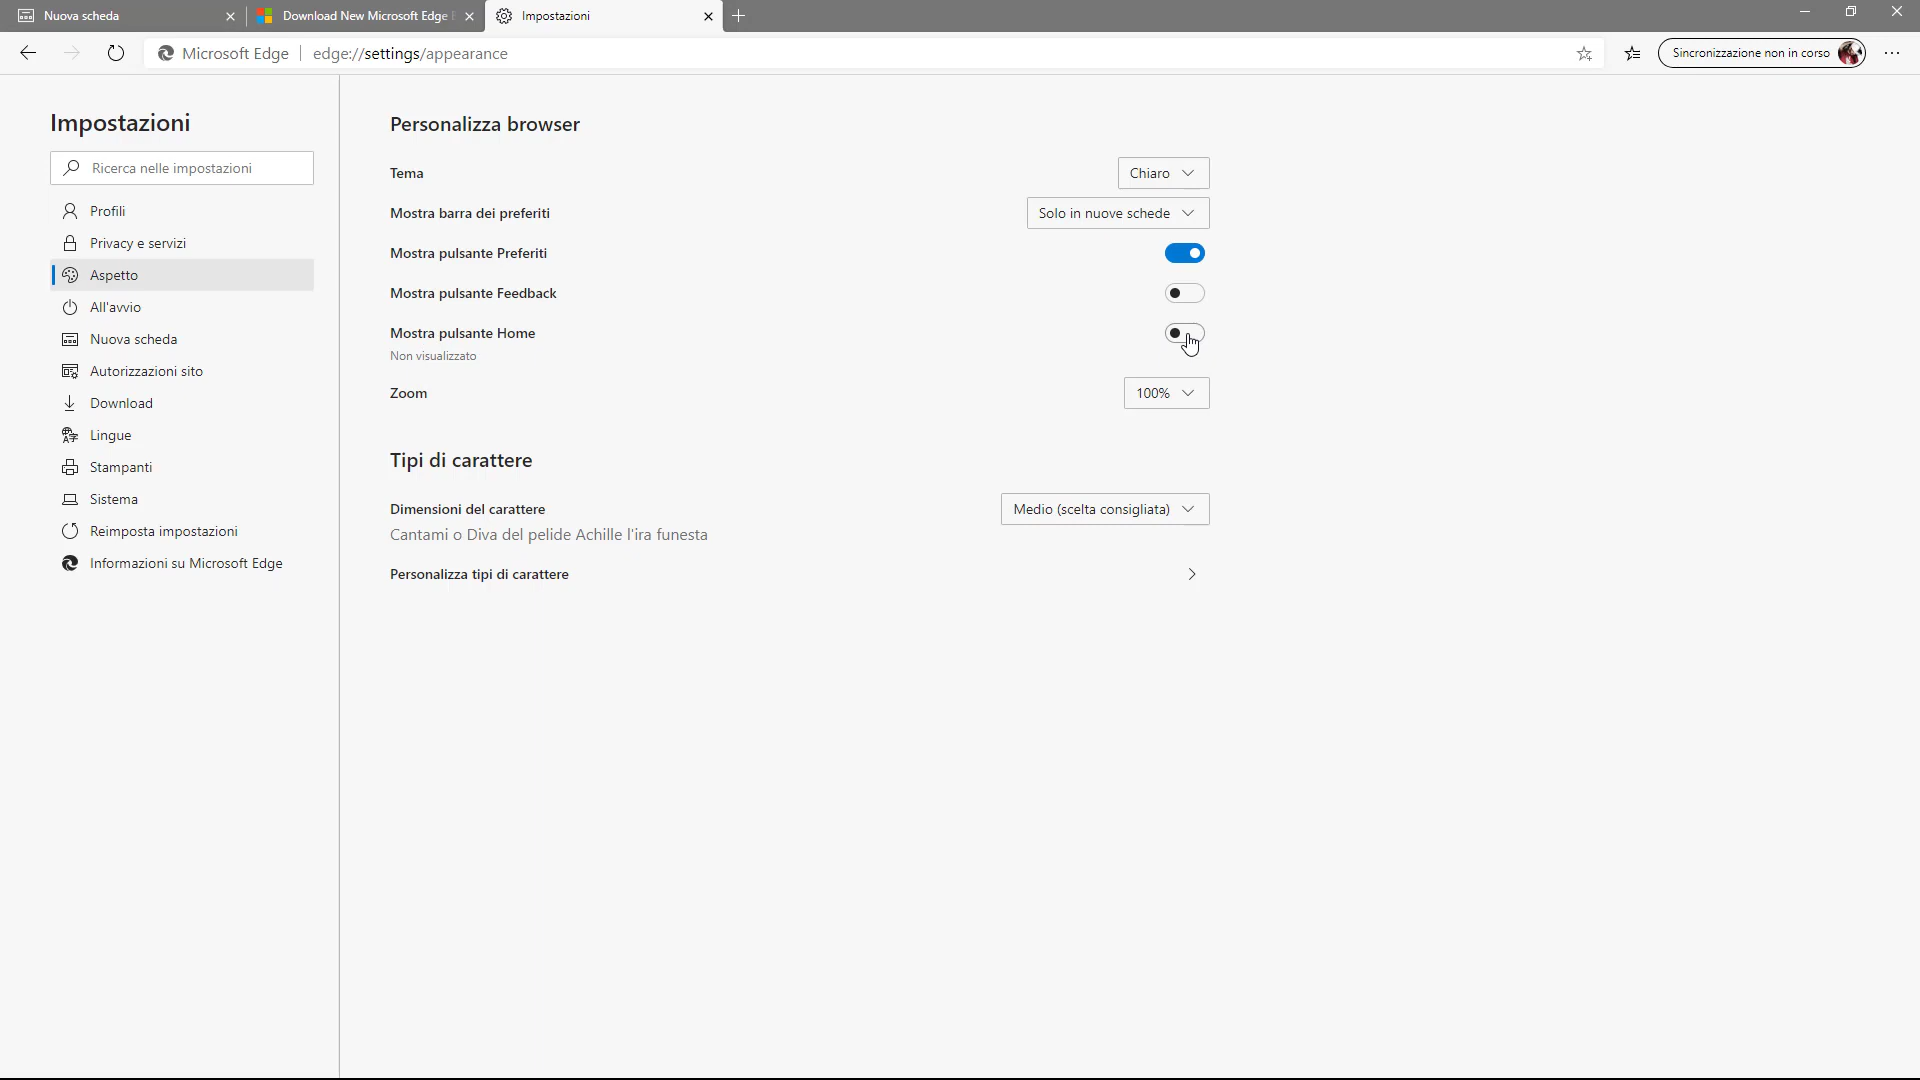 Nuova scheda
Download New Microsoft Edge
Impostazioni
Microsoft Edge | edge://settings/appearance
Sincronizzazione non in corso
Impostazioni
Ricerca nelle impostazioni
Profili
Privacy e servizi
Aspetto
All'avvio
Nuova scheda
Autorizzazioni sito
Download
Lingue
Stampanti
Sistema
Reimposta impostazioni
Informazioni su Microsoft Edge
Personalizza browser
Tema
Chiaro
Mostra barra dei preferiti
Solo in nuove schede
Mostra pulsante Preferiti
Mostra pulsante Feedback
Mostra pulsante Home
Non visualizzato
Zoom
100%
Tipi di carattere
Dimensioni del carattere
Medio (scelta consigliata)
Cantami o Diva del pelide Achille l'ira funesta
Personalizza tipi di carattere